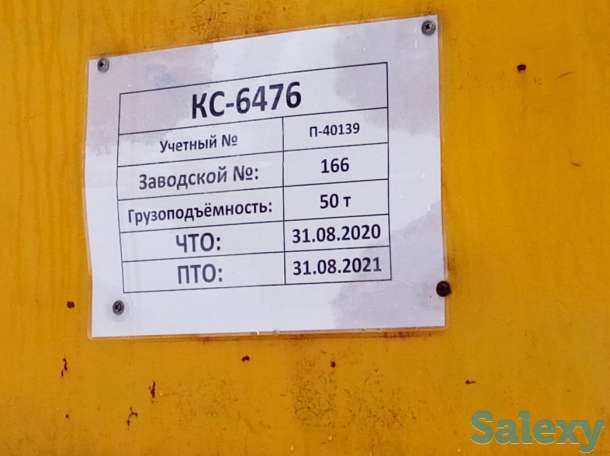 КС-6476
Учетный № П-40139
Заводской №: 166
Грузоподъёмность: 50 т
ЧТО: 31.08.2020
ПТО: 31.08.2021
Salexy